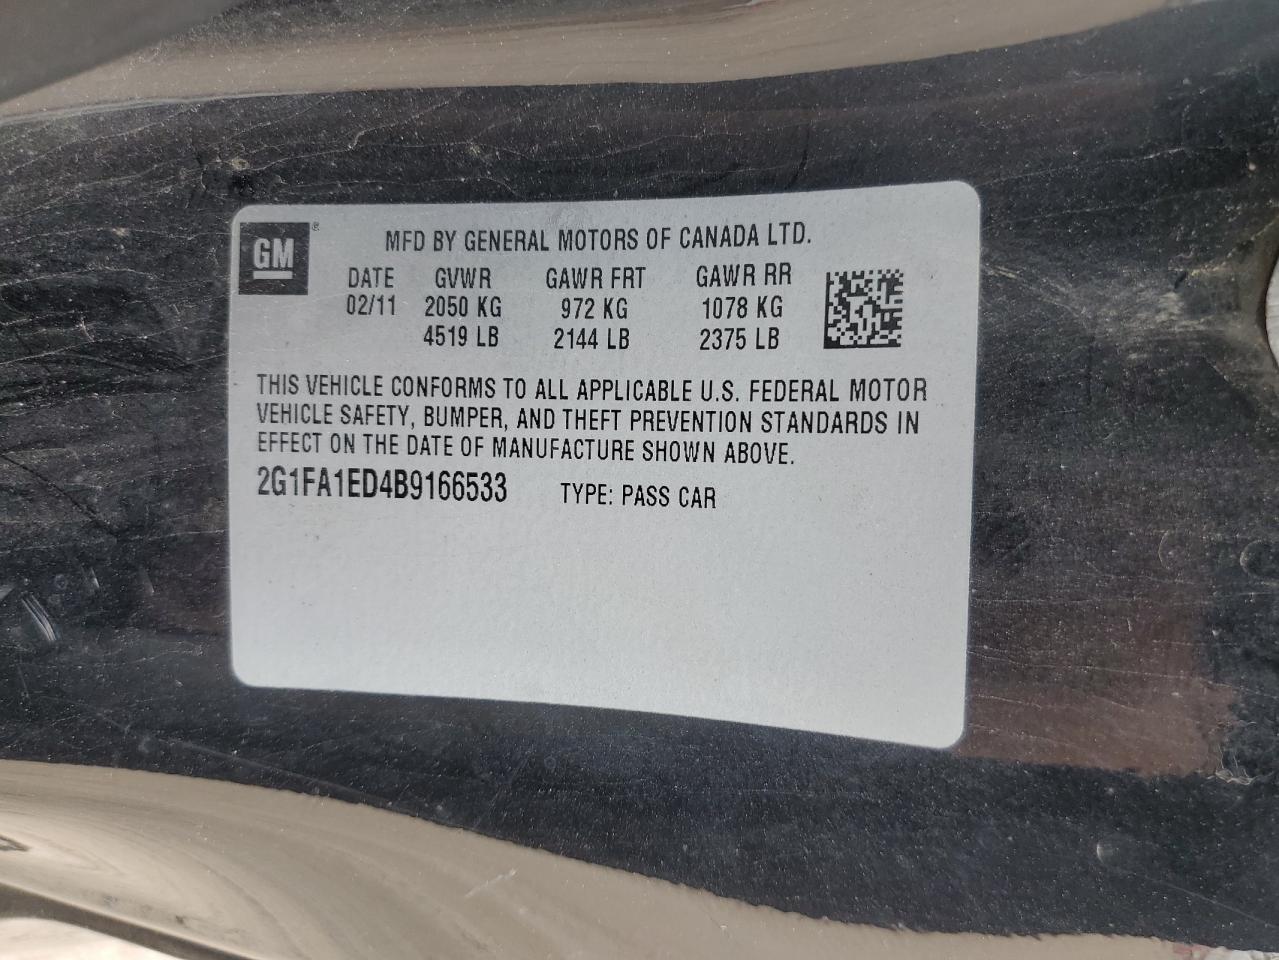 GM ®
MFD BY GENERAL MOTORS OF CANADA LTD.
DATE GVWR GAWR FRT GAWR RR
02/11 2050 KG 972 KG 1078 KG
4519 LB 2144 LB 2375 LB
THIS VEHICLE CONFORMS TO ALL APPLICABLE U.S. FEDERAL MOTOR
VEHICLE SAFETY, BUMPER, AND THEFT PREVENTION STANDARDS IN
EFFECT ON THE DATE OF MANUFACTURE SHOWN ABOVE.
2G1FA1ED4B9166533 TYPE: PASS CAR